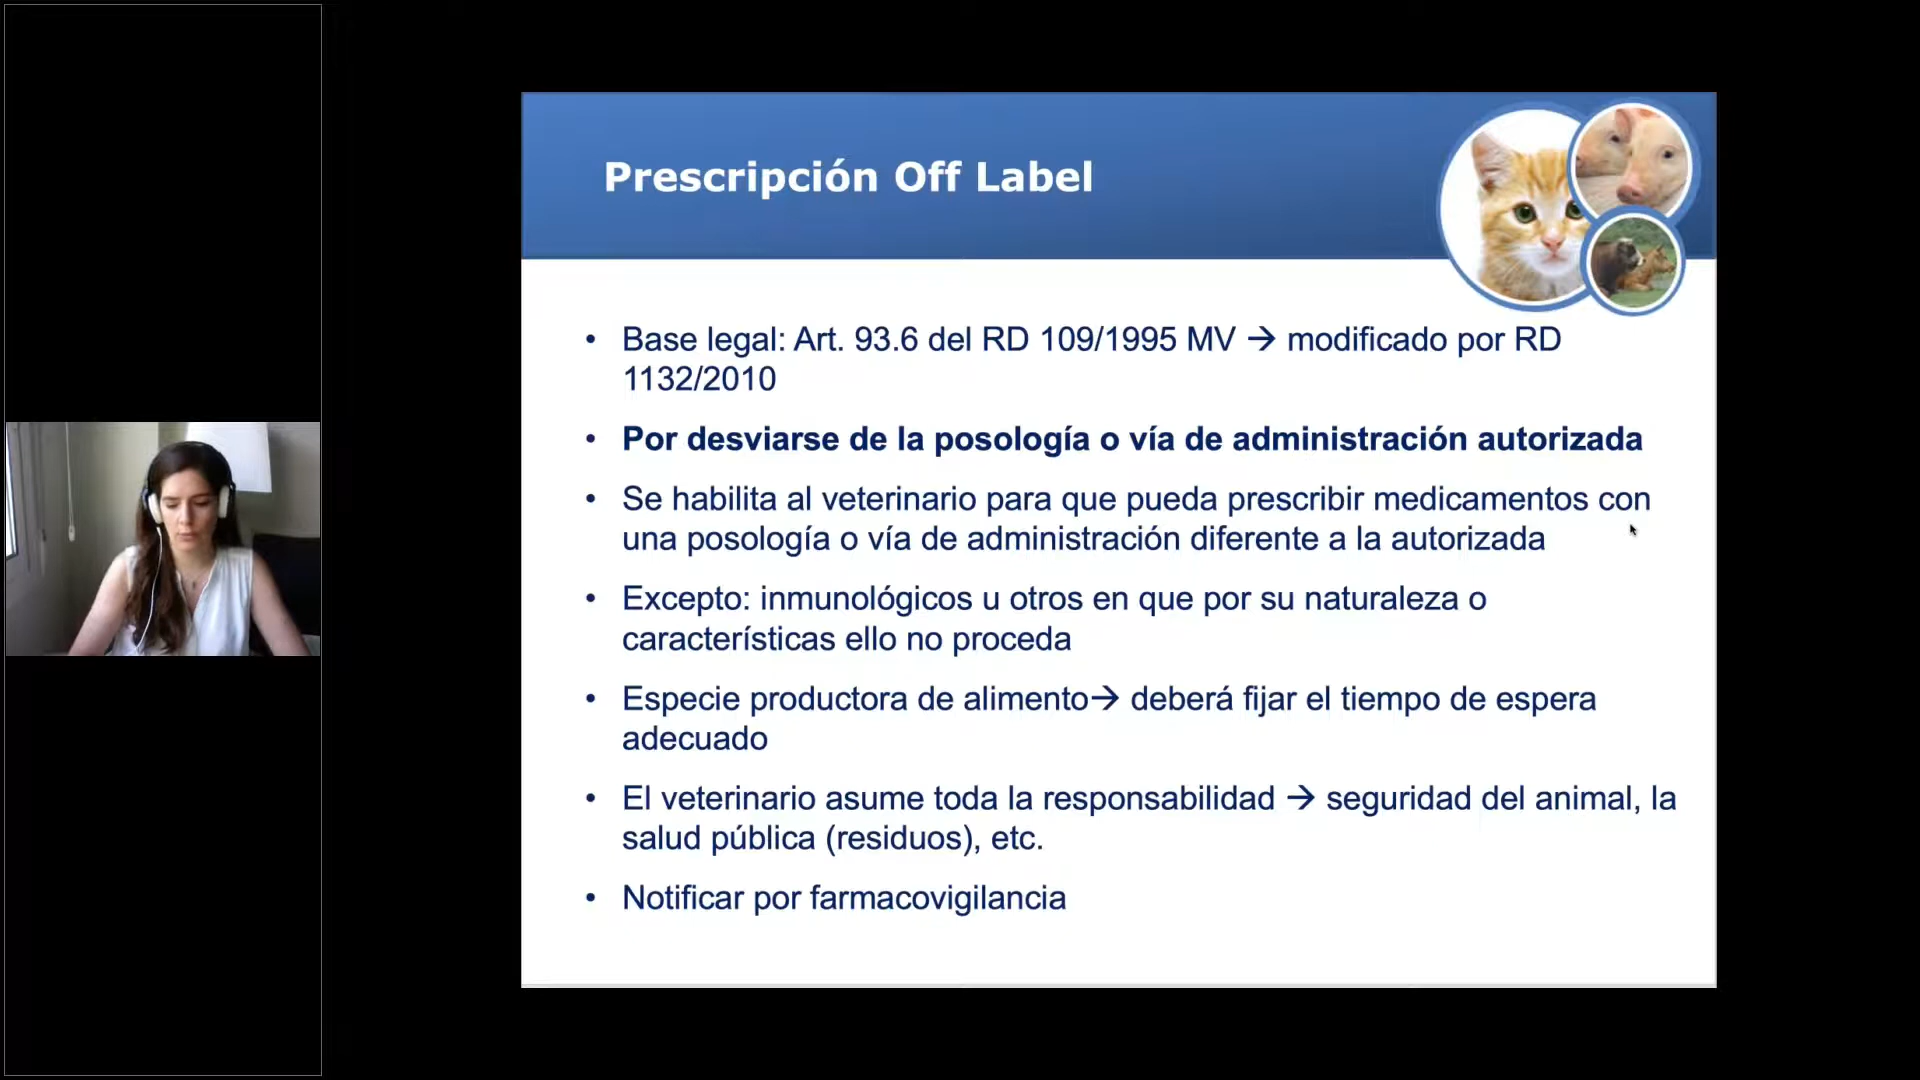 Prescripción Off Label
• Base legal: Art. 93.6 del RD 109/1995 MV → modificado por RD
1132/2010
• Por desviarse de la posología o vía de administración autorizada
• Se habilita al veterinario para que pueda prescribir medicamentos con
una posología o vía de administración diferente a la autorizada
• Excepto: inmunológicos u otros en que por su naturaleza o
características ello no proceda
• Especie productora de alimento→ deberá fijar el tiempo de espera
adecuado
• El veterinario asume toda la responsabilidad → seguridad del animal, la
salud pública (residuos), etc.
• Notificar por farmacovigilancia